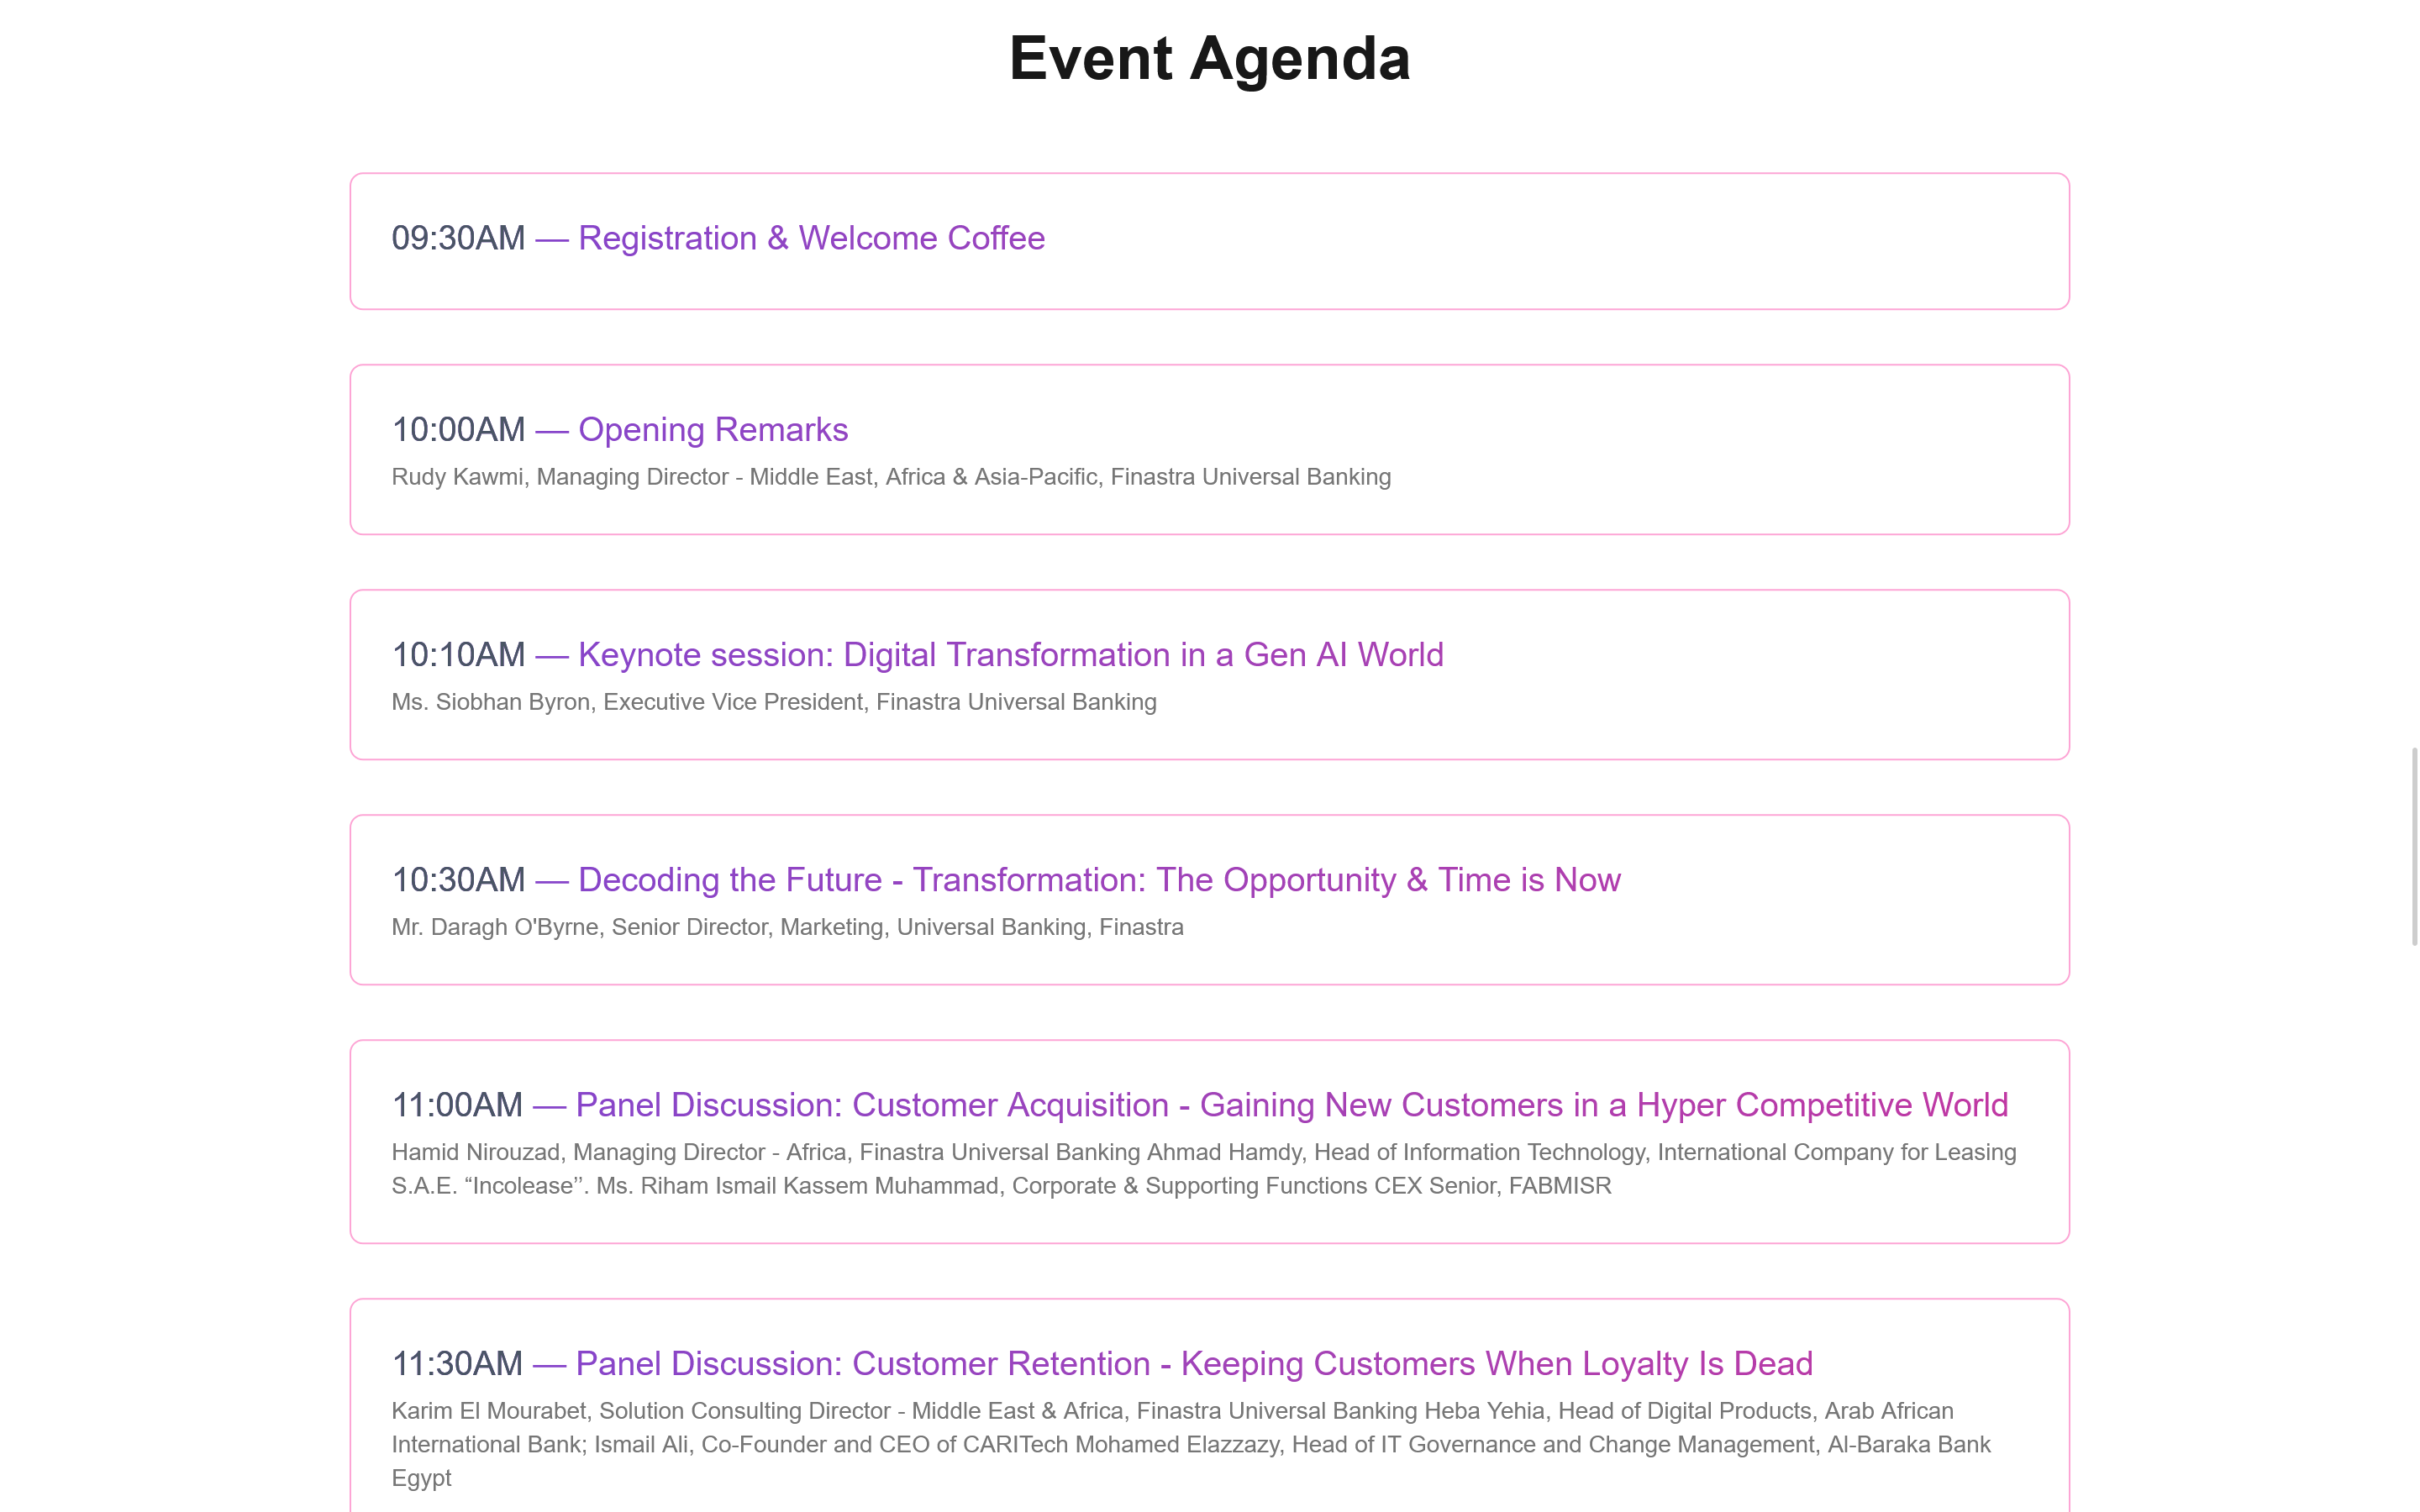 Event Agenda
09:30AM — Registration & Welcome Coffee
10:00AM — Opening Remarks
Rudy Kawmi, Managing Director - Middle East, Africa & Asia-Pacific, Finastra Universal Banking
10:10AM — Keynote session: Digital Transformation in a Gen AI World
Ms. Siobhan Byron, Executive Vice President, Finastra Universal Banking
10:30AM — Decoding the Future - Transformation: The Opportunity & Time is Now
Mr. Daragh O'Byrne, Senior Director, Marketing, Universal Banking, Finastra
11:00AM — Panel Discussion: Customer Acquisition - Gaining New Customers in a Hyper Competitive World
Hamid Nirouzad, Managing Director - Africa, Finastra Universal Banking Ahmad Hamdy, Head of Information Technology, International Company for Leasing
S.A.E. “Incolease’’. Ms. Riham Ismail Kassem Muhammad, Corporate & Supporting Functions CEX Senior, FABMISR
11:30AM — Panel Discussion: Customer Retention - Keeping Customers When Loyalty Is Dead
Karim El Mourabet, Solution Consulting Director - Middle East & Africa, Finastra Universal Banking Heba Yehia, Head of Digital Products, Arab African
International Bank; Ismail Ali, Co-Founder and CEO of CARITech Mohamed Elazzazy, Head of IT Governance and Change Management, Al-Baraka Bank
Egypt